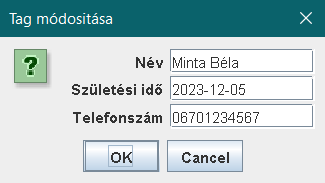 Tag módosítása
?
Név Minta Béla
Születési idő 2023-12-05
Telefonszám 06701234567
OK Cancel